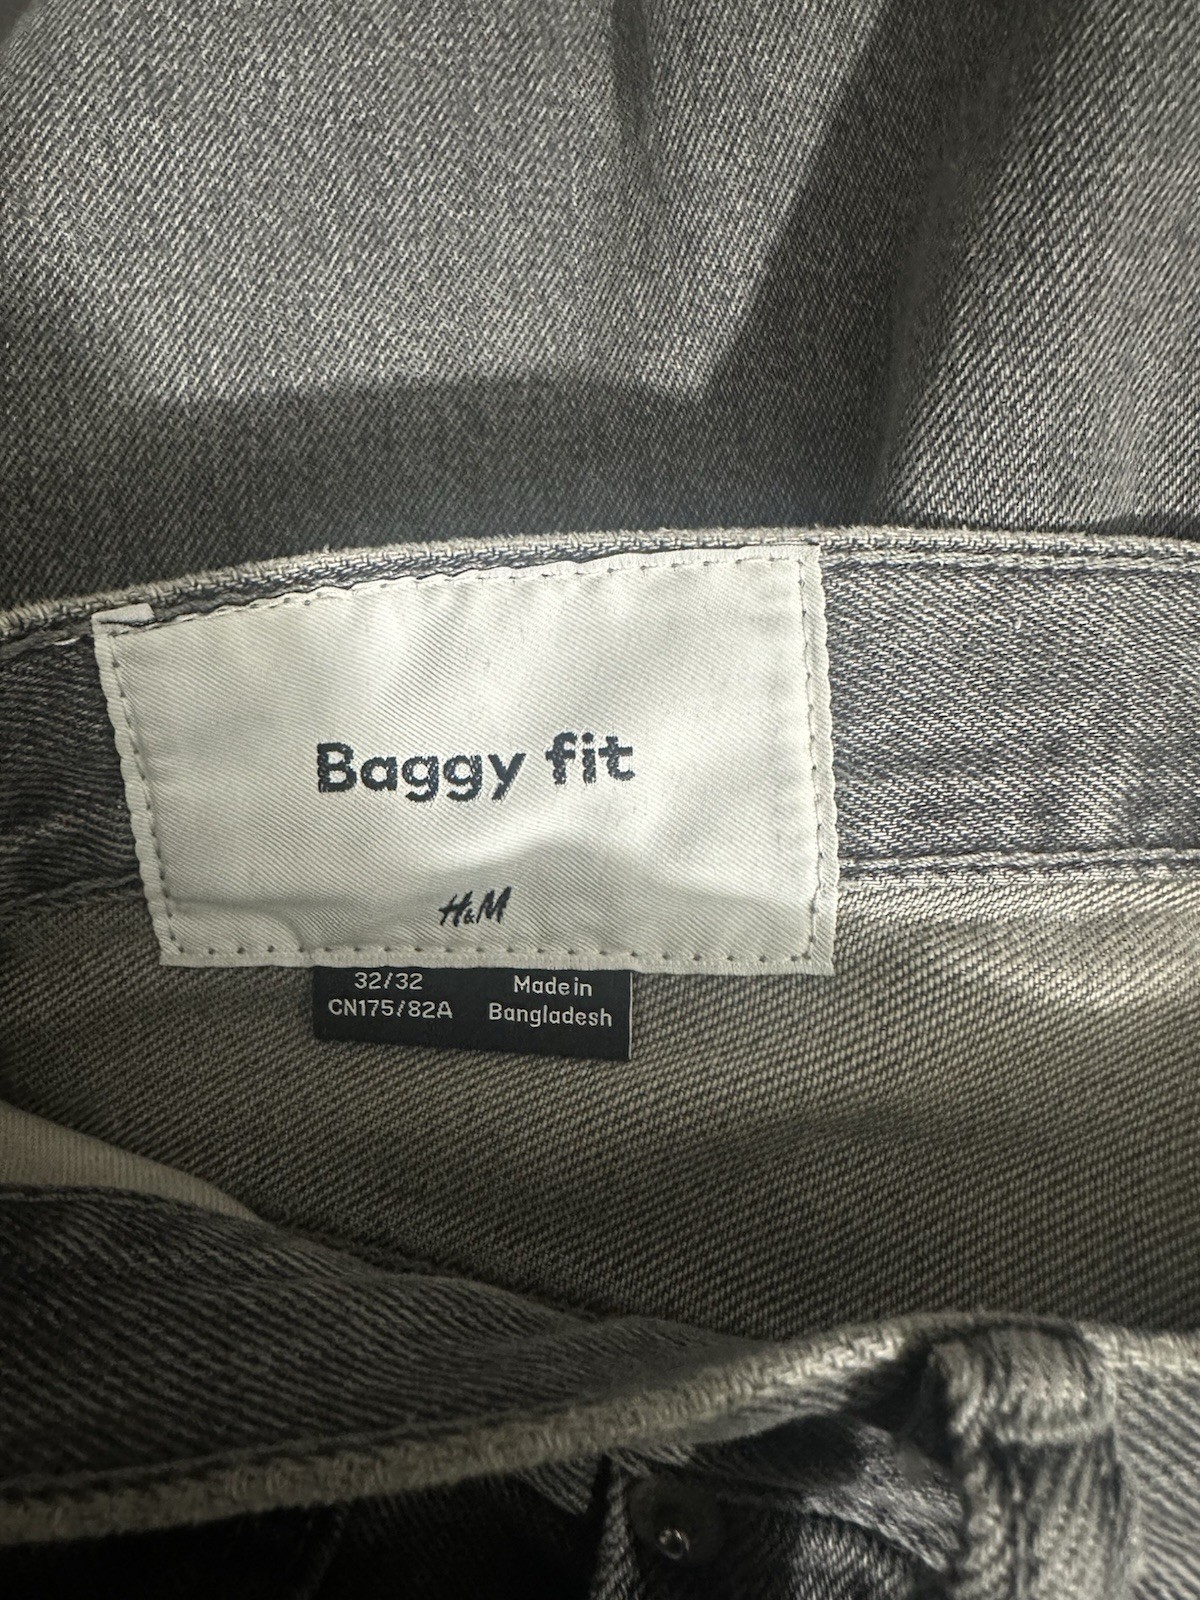 Baggy fit
H&M
32/32
CN175/82A
Made in
Bangladesh